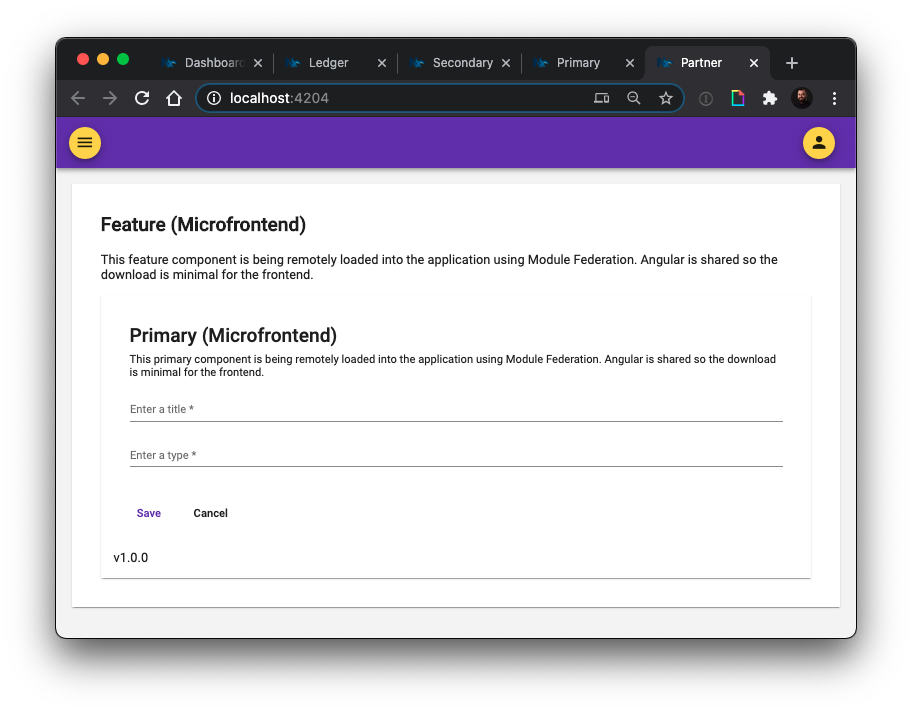 Dashboard
Ledger
Secondary
Primary
Partner
localhost:4204
Feature (Microfrontend)
This feature component is being remotely loaded into the application using Module Federation. Angular is shared so the
download is minimal for the frontend.
Primary (Microfrontend)
This primary component is being remotely loaded into the application using Module Federation. Angular is shared so the download
is minimal for the frontend.
Enter a title *
Enter a type *
Save Cancel
v1.0.0